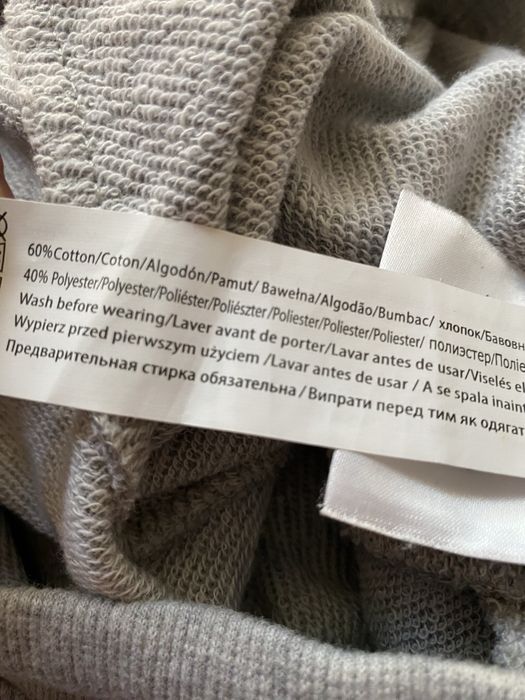 60%Cotton/Coton/Algodón/Pamut/ Bawełna/Algodão/Bumbac/ хлопок/Бавовн
40% Polyester/Polyester/Poliéster/Poliészter/Poliester/Poliester/Poliester/ полиэстер/Поліе
Wash before wearing/Laver avant de porter/Lavar antes de usar/Viselés el
Wypierz przed pierwszym użyciem /Lavar antes de usar / A se spala inaint
Предварительная стирка обязательна / Випрати перед тим як одягат